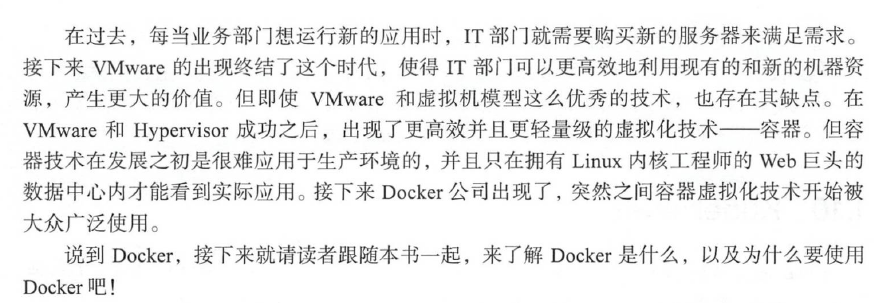 在过去，每当业务部门想运行新的应用时，IT 部门就需要购买新的服务器来满足需求。
接下来 VMware 的出现终结了这个时代，使得 IT 部门可以更高效地利用现有的和新的机器资
源，产生更大的价值。但即使 VMware 和虚拟机模型这么优秀的技术，也存在其缺点。在
VMware 和 Hypervisor 成功之后，出现了更高效并且更轻量级的虚拟化技术——容器。但容
器技术在发展之初是很难应用于生产环境的，并且只在拥有 Linux 内核工程师的 Web 巨头的
数据中心内才能看到实际应用。接下来 Docker 公司出现了，突然之间容器虚拟化技术开始被
大众广泛使用。
说到 Docker，接下来就请读者跟随本书一起，来了解 Docker 是什么，以及为什么要使用
Docker 吧！